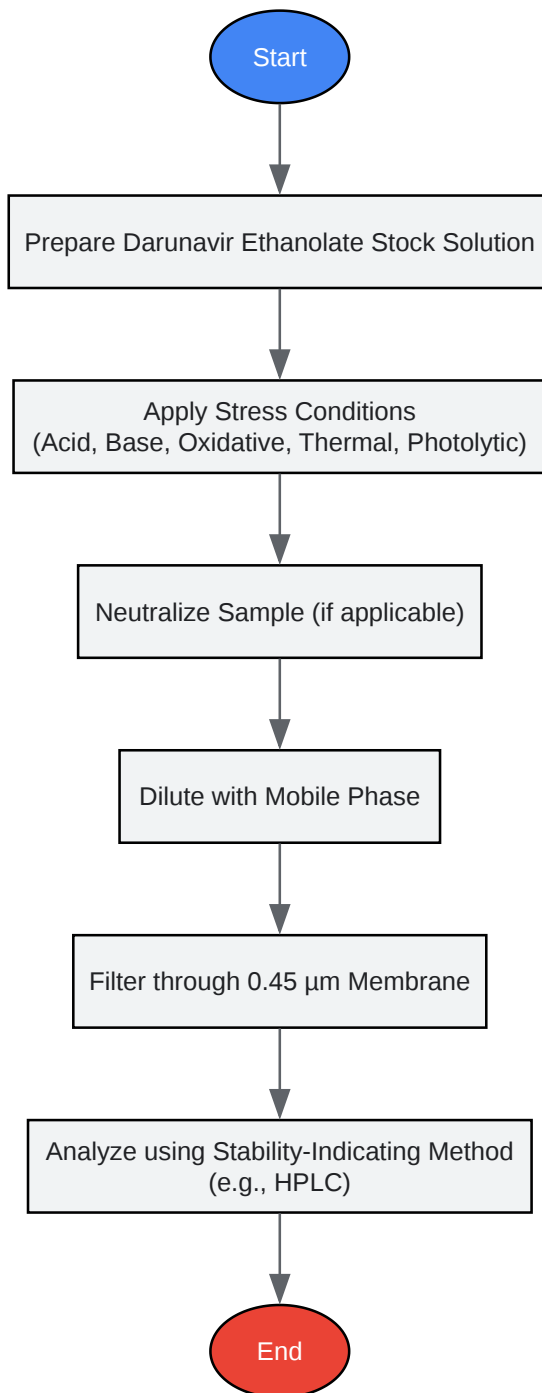 Start
Prepare Darunavir Ethanolate Stock Solution
Apply Stress Conditions
(Acid, Base, Oxidative, Thermal, Photolytic)
Neutralize Sample (if applicable)
Dilute with Mobile Phase
Filter through 0.45 µm Membrane
Analyze using Stability-Indicating Method
(e.g., HPLC)
End